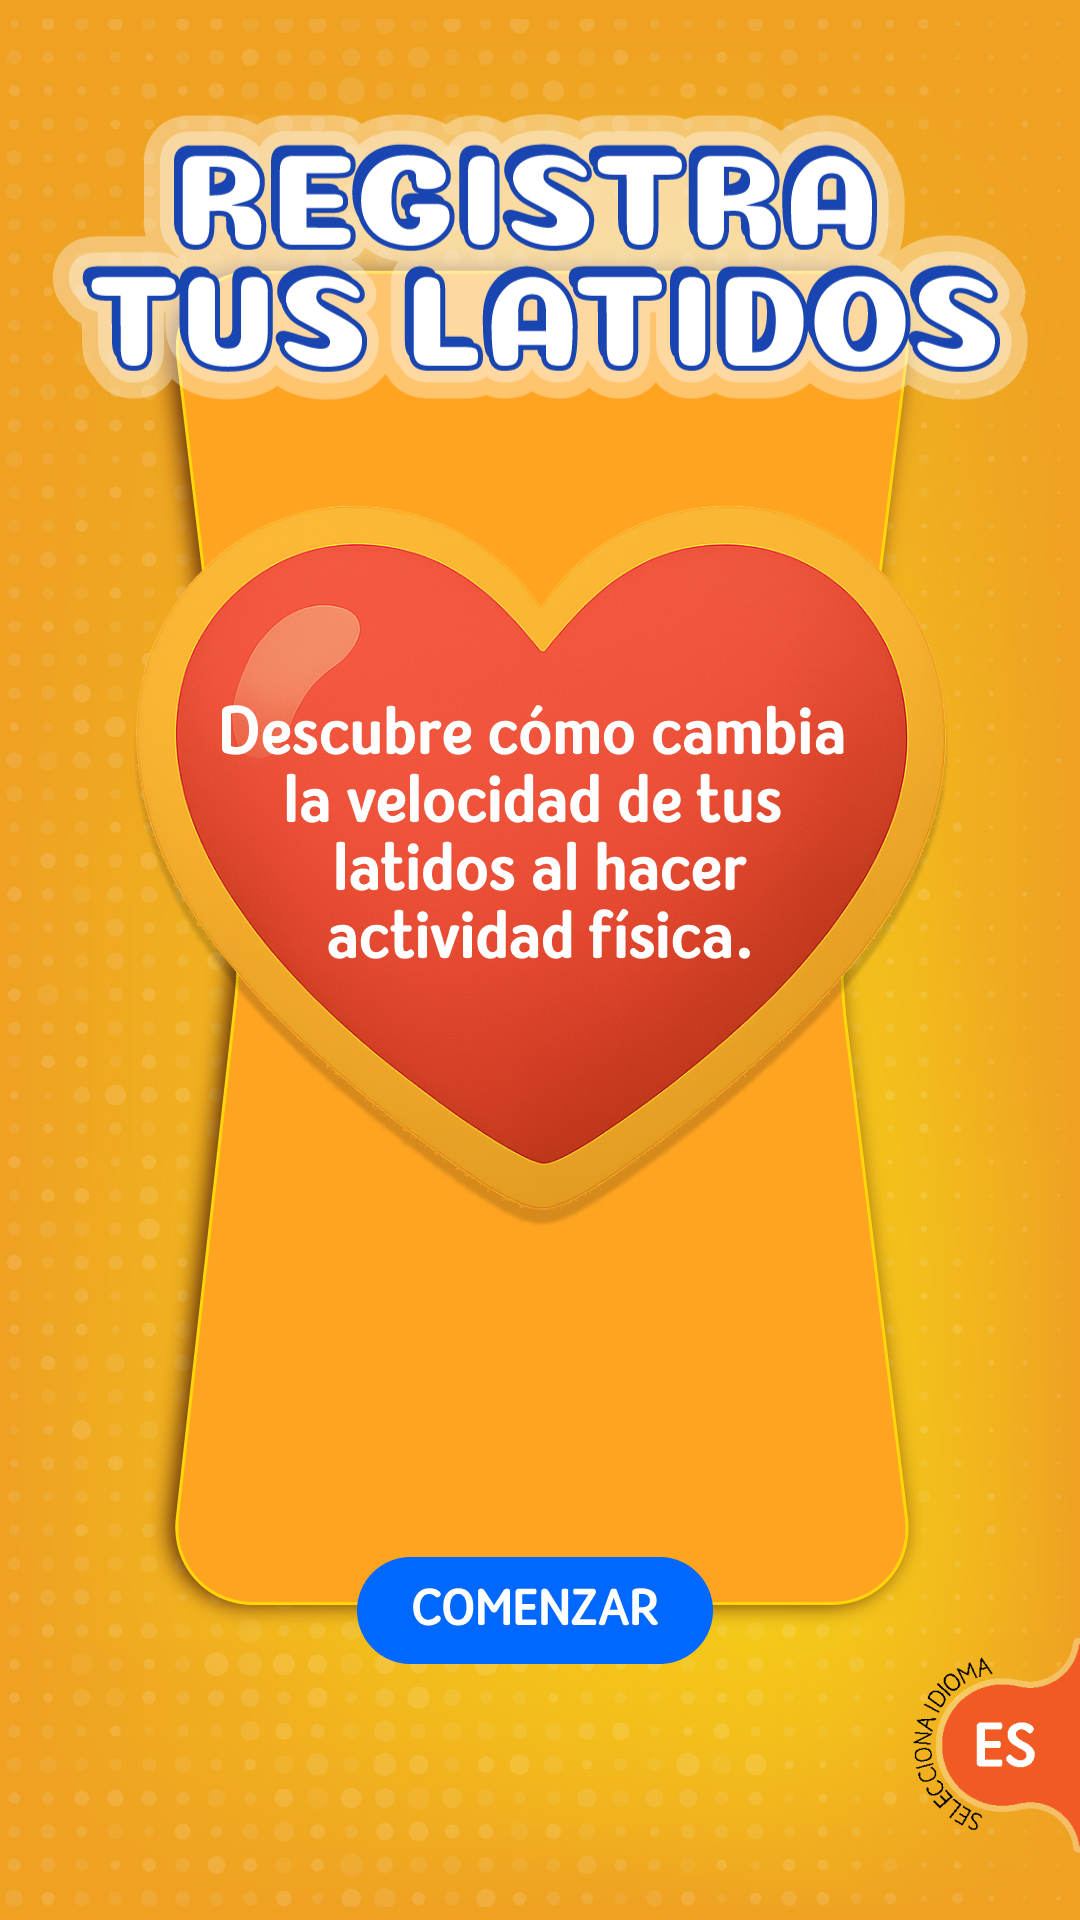 REGISTRA
TUS LATIDOS
Descubre cómo cambia
la velocidad de tus
latidos al hacer
actividad física.
COMENZAR
SELECCIONA IDIOMA
ES